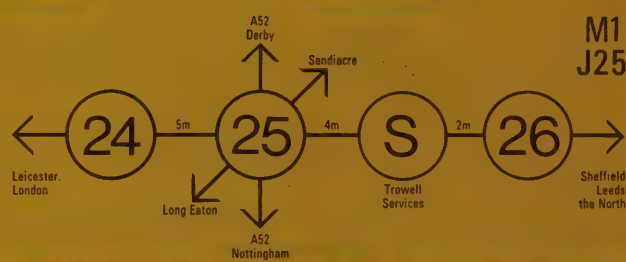 A52
Derby
Sandiacre
M1
J25
24
5m
25
4m
S
2m
26
Leicester.
London
Long Eaton
Trowell
Services
Sheffield
Leeds
the North
A52
Nottingham